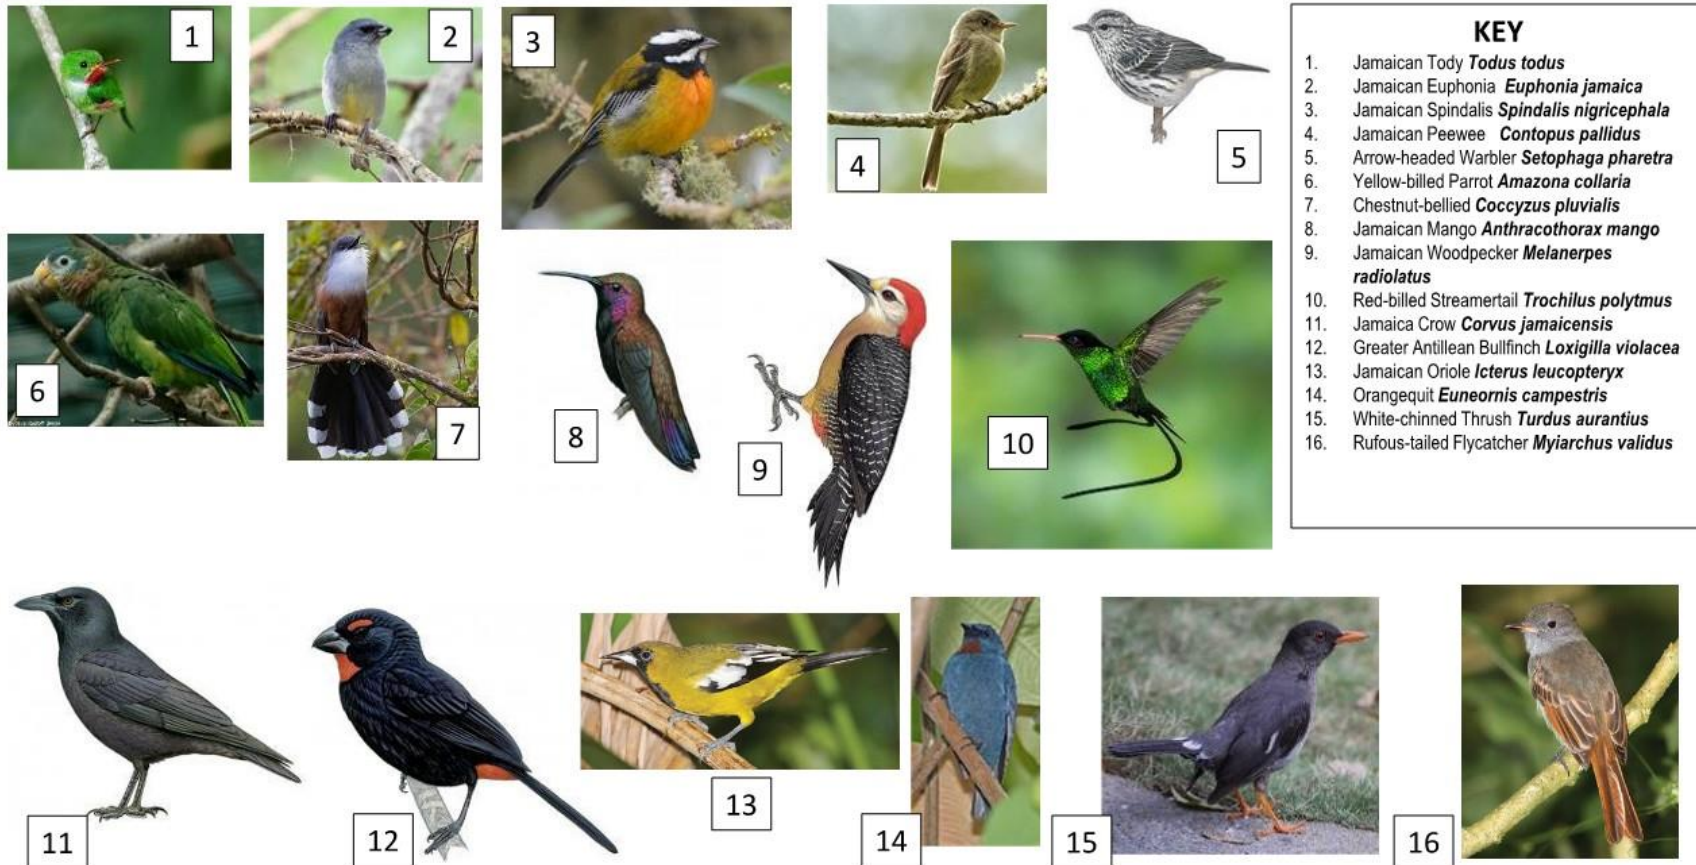 1
2
3
4
5
6
7
8
9
10
11
12
13
14
15
16
KEY
1. Jamaican Tody Todus todus
2. Jamaican Euphonia Euphonia jamaica
3. Jamaican Spindalis Spindalis nigricephala
4. Jamaican Peewee Contopus pallidus
5. Arrow-headed Warbler Setophaga pharetra
6. Yellow-billed Parrot Amazona collaria
7. Chestnut-bellied Coccyzus pluvialis
8. Jamaican Mango Anthracothorax mango
9. Jamaican Woodpecker Melanerpes
radiolatus
10. Red-billed Streamertail Trochilus polytmus
11. Jamaica Crow Corvus jamaicensis
12. Greater Antillean Bullfinch Loxigilla violacea
13. Jamaican Oriole Icterus leucopteryx
14. Orangequit Euneornis campestris
15. White-chinned Thrush Turdus aurantius
16. Rufous-tailed Flycatcher Myiarchus validus